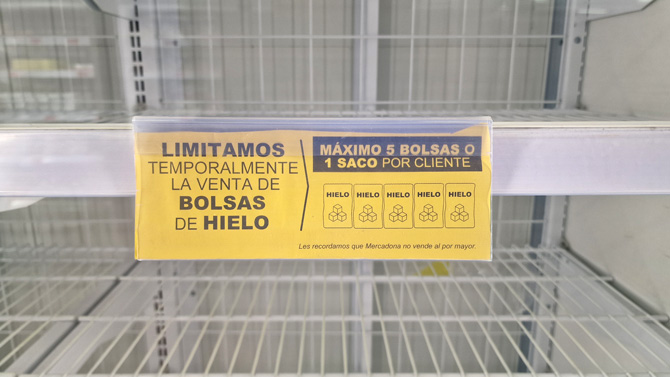 LIMITAMOS
TEMPORALMENTE
LA VENTA DE
BOLSAS
DE HIELO
MÁXIMO 5 BOLSAS O
1 SACO POR CLIENTE
HIELO HIELO HIELO HIELO HIELO
Les recordamos que Mercadona no vende al por mayor.